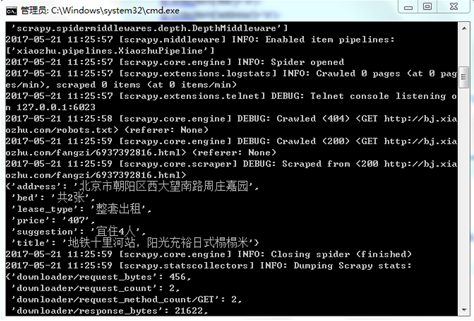 管理员: C:\Windows\system32\cmd.exe
'scrapy.spidermiddlewares.depth.DepthMiddleware']
2017-05-21 11:25:57 [scrapy.middleware] INFO: Enabled item pipelines:
['xiaozhu.pipelines.XiaozhuPipeline']
2017-05-21 11:25:57 [scrapy.core.engine] INFO: Spider opened
2017-05-21 11:25:57 [scrapy.extensions.logstats] INFO: Crawled 0 pages (at 0 pag
es/min), scraped 0 items (at 0 items/min)
2017-05-21 11:25:57 [scrapy.extensions.telnet] DEBUG: Telnet console listening o
n 127.0.0.1:6023
2017-05-21 11:25:58 [scrapy.core.engine] DEBUG: Crawled (404) <GET http://bj.xia
ozhu.com/robots.txt> (referer: None)
2017-05-21 11:25:59 [scrapy.core.engine] DEBUG: Crawled (200) <GET http://bj.xia
ozhu.com/fangzi/6937392816.html> (referer: None)
2017-05-21 11:25:59 [scrapy.core.scraper] DEBUG: Scraped from <200 http://bj.xia
ozhu.com/fangzi/6937392816.html>
{'address': '北京市朝阳区西大望南路周庄嘉园',
'bed': '共2张',
'lease_type': '整套出租',
'price': '407',
'suggestion': '宜住4人',
'title': '地铁十里河站，阳光充裕日式榻榻米'}
2017-05-21 11:25:59 [scrapy.core.engine] INFO: Closing spider (finished)
2017-05-21 11:25:59 [scrapy.statscollectors] INFO: Dumping Scrapy stats:
{'downloader/request_bytes': 456,
'downloader/request_count': 2,
'downloader/request_method_count/GET': 2,
'downloader/response_bytes': 21622,